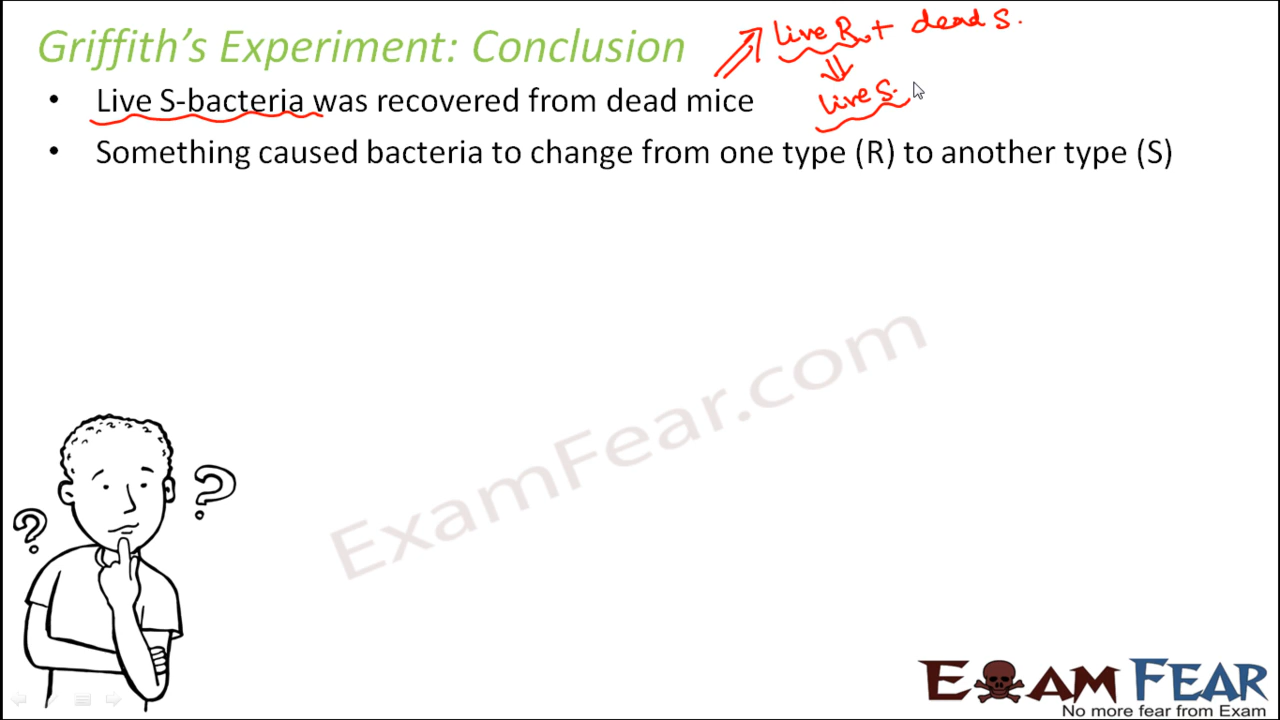 Griffith's Experiment: Conclusion
live R + dead S.
• Live S-bacteria was recovered from dead mice
live S.
• Something caused bacteria to change from one type (R) to another type (S)
ExamFear.com
?
?
EXAM FEAR
No more fear from Exam